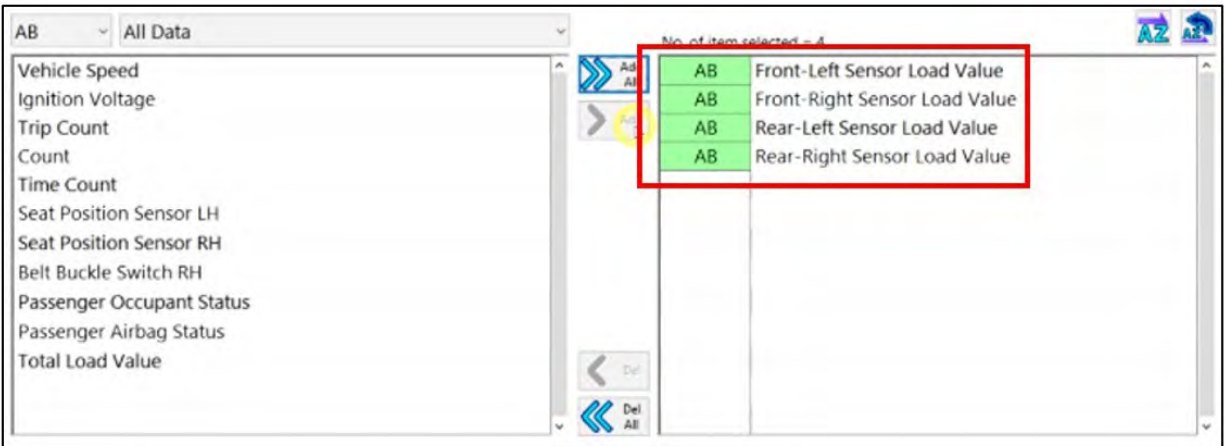 AB All Data
No. of item selected = 4
AZ AZ
Vehicle Speed
Ignition Voltage
Trip Count
Count
Time Count
Seat Position Sensor LH
Seat Position Sensor RH
Belt Buckle Switch RH
Passenger Occupant Status
Passenger Airbag Status
Total Load Value
Add
All
Add
Del
Del
All
AB Front-Left Sensor Load Value
AB Front-Right Sensor Load Value
AB Rear-Left Sensor Load Value
AB Rear-Right Sensor Load Value